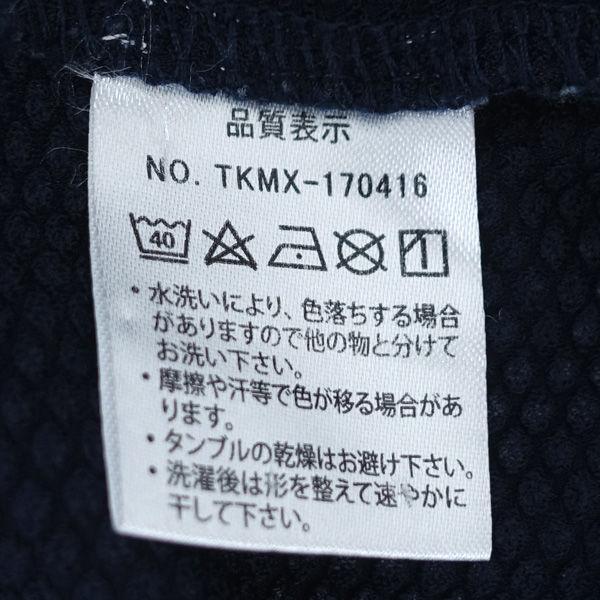 品質表示
NO. TKMX-170416
40
・水洗いにより、色落ちする場合
がありますので他の物と分けて
お洗い下さい。
・摩擦や汗等で色が移る場合があ
ります。
・タンブルの乾燥はお避け下さい。
・洗濯後は形を整えて速やかに
干して下さい。